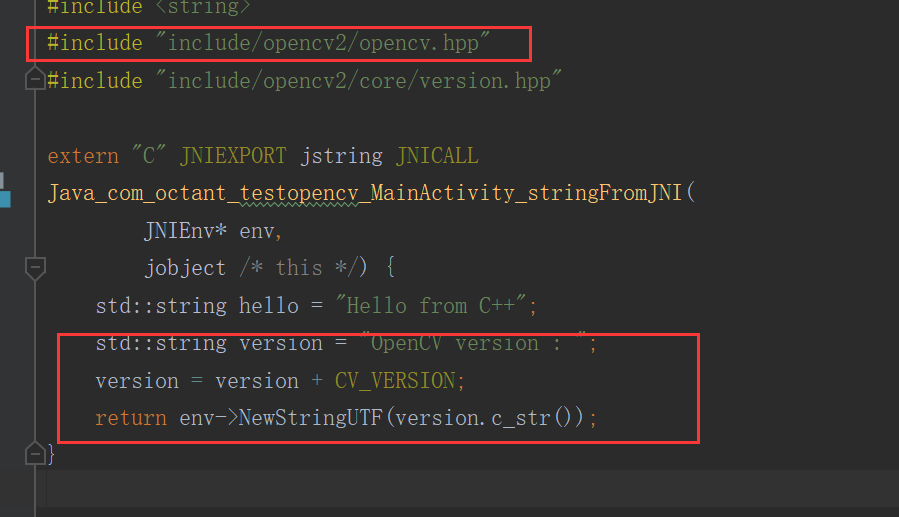 #include <string>
#include "include/opencv2/opencv.hpp"
#include "include/opencv2/core/version.hpp"
extern "C" JNIEXPORT jstring JNICALL
Java_com_octant_testopencv_MainActivity_stringFromJNI(
JNIEnv* env,
jobject /* this */) {
std::string hello = "Hello from C++";
std::string version = "OpenCV version : ";
version = version + CV_VERSION;
return env->NewStringUTF(version.c_str());
}